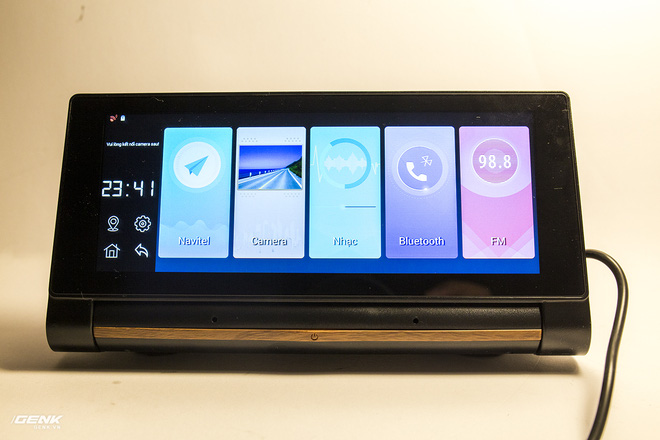 Vui lòng kết nối camera sau!
23:41
98.8
Navitel
Camera
Nhạc
Bluetooth
FM
GENK